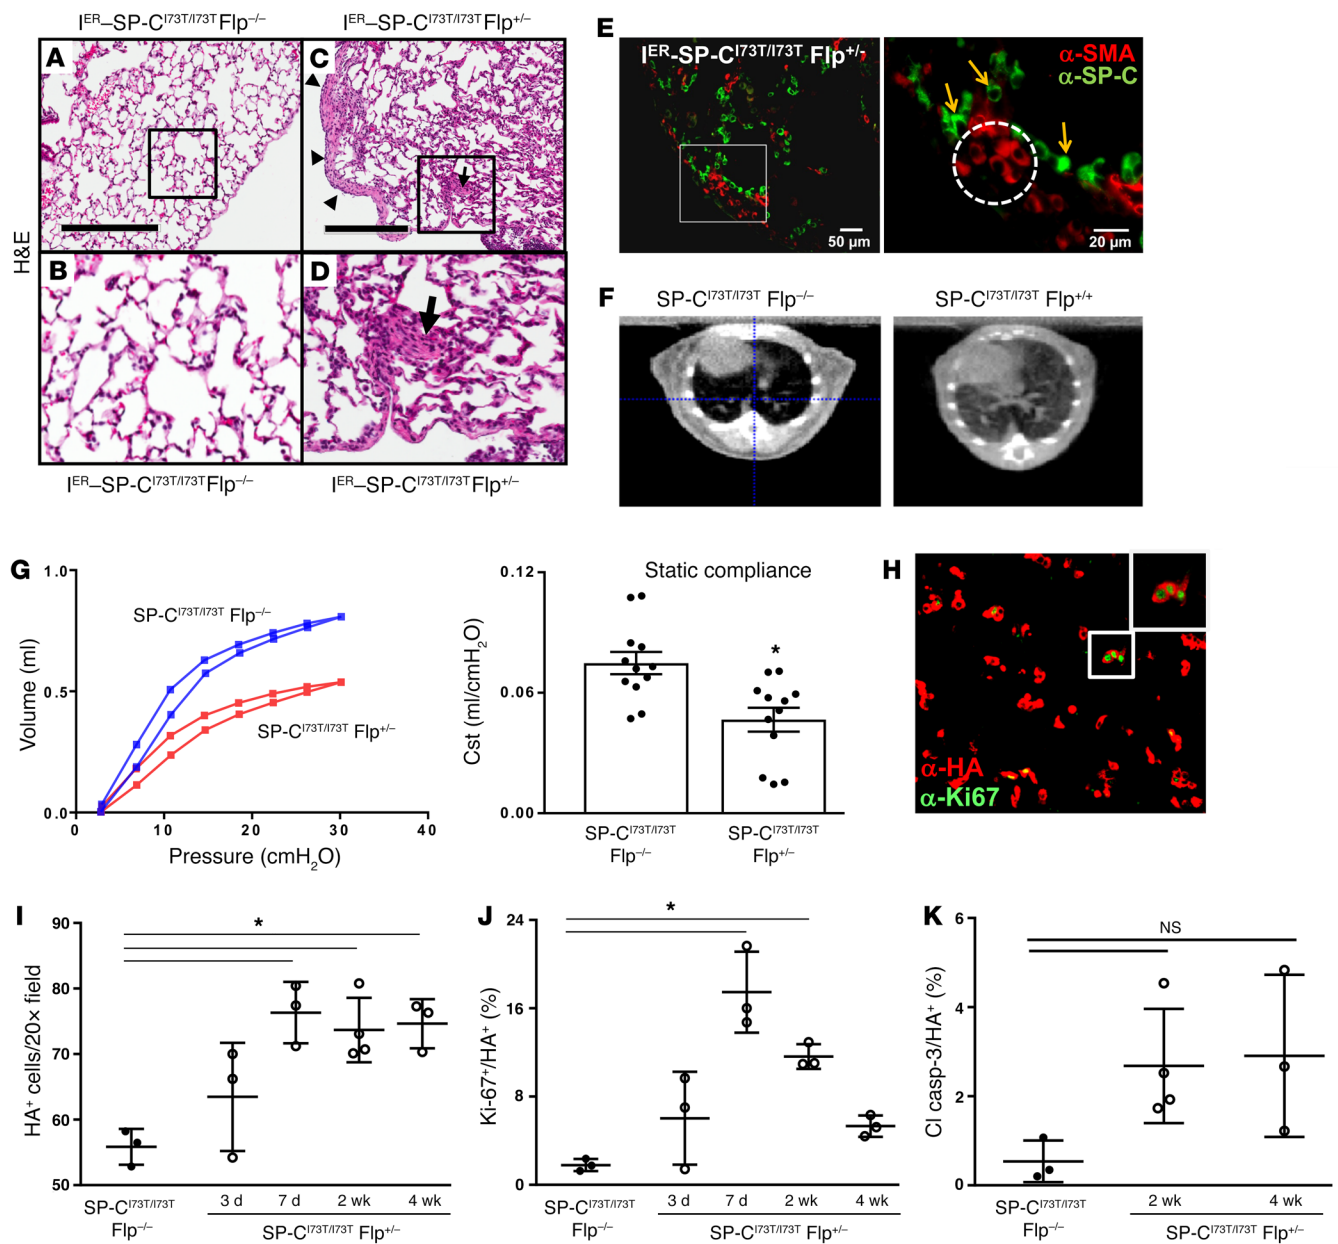 I^ER–SP-C^I73T/I73T Flp^–/–
I^ER–SP-C^I73T/I73T Flp^+/–
A
C
B
D
H&E
I^ER–SP-C^I73T/I73T Flp^–/–
I^ER–SP-C^I73T/I73T Flp^+/–
E
I^ER-SP-C^I73T/I73T Flp^+/-
50 µm
α-SMA
α-SP-C
20 µm
F
SP-C^I73T/I73T Flp^–/–
SP-C^I73T/I73T Flp^+/+
G
Volume (ml)
1.0
0.5
0.0
SP-C^I73T/I73T Flp^–/–
SP-C^I73T/I73T Flp^+/–
0 10 20 30 40
Pressure (cmH₂O)
Static compliance
Cst (ml/cmH₂O)
0.12
0.06
0.00
*
SP-C^I73T/I73T
Flp^–/–
SP-C^I73T/I73T
Flp^+/–
H
α-HA
α-Ki67
I
HA⁺ cells/20× field
90
80
70
60
50
*
SP-C^I73T/I73T
Flp^–/–
3 d 7 d 2 wk 4 wk
SP-C^I73T/I73T Flp^+/–
J
Ki-67⁺/HA⁺ (%)
24
16
8
0
*
SP-C^I73T/I73T
Flp^–/–
3 d 7 d 2 wk 4 wk
SP-C^I73T/I73T Flp^+/–
K
Cl casp-3/HA⁺ (%)
6
4
2
0
NS
SP-C^I73T/I73T
Flp^–/–
2 wk 4 wk
SP-C^I73T/I73T Flp^+/–